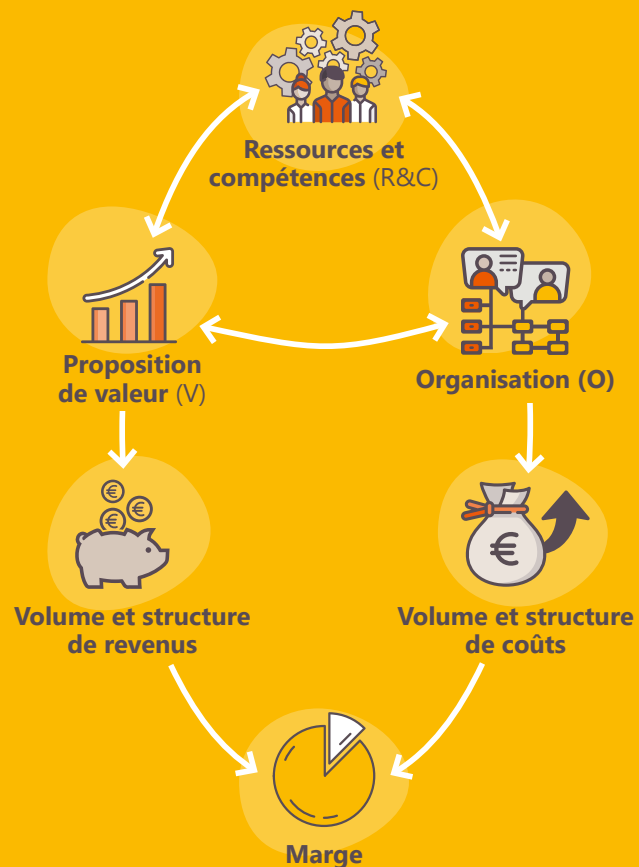 Ressources et
compétences (R&C)
Proposition
de valeur (V)
Organisation (O)
€
€
€
€
Volume et structure
de revenus
Volume et structure
de coûts
Marge